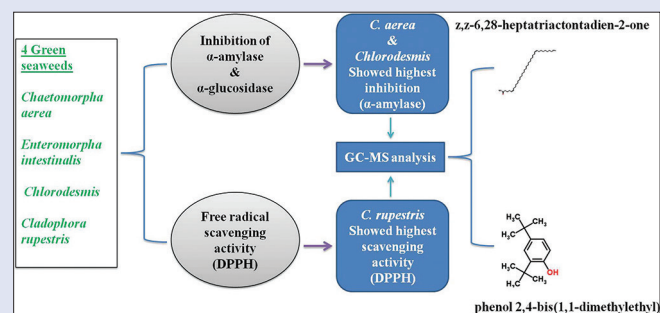 4 Green
seaweeds
Chaetomorpha
aerea
Enteromorpha
intestinalis
Chlorodesmis
Cladophora
rupestris
Inhibition of
α-amylase
&
α-glucosidase
Free radical
scavenging
activity
(DPPH)
C. aerea
&
Chlorodesmis
Showed highest
inhibition
(α-amylase)
GC-MS analysis
C. rupestris
Showed highest
scavenging
activity
(DPPH)
z,z-6,28-heptatriactontadien-2-one
CH₃
H₃C
CH₃
OH
H₃C
CH₃
CH₃
phenol 2,4-bis(1,1-dimethylethyl)